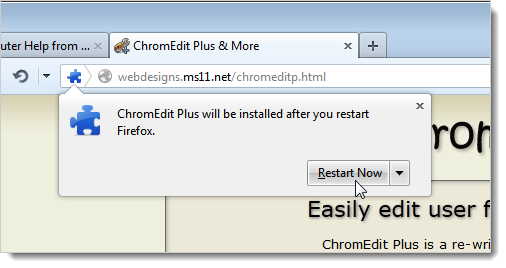 uter Help from ...
ChromEdit Plus & More
webdesigns.ms11.net/chromeditp.html
ChromEdit Plus will be installed after you restart
Firefox.
Restart Now
Easily edit user f
ChromEdit Plus is a re-wri